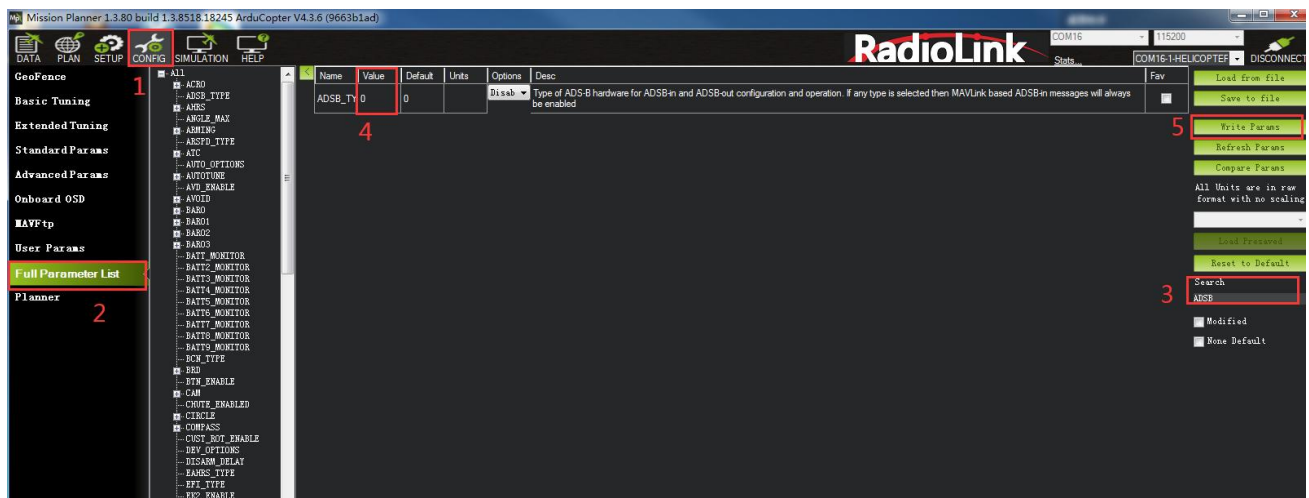 Mission Planner 1.3.80 build 1.3.8518.18245 ArduCopter V4.3.6 (9663b1ad)
DATA PLAN SETUP CONFIG SIMULATION HELP
RadioLink
COM16 115200
Stats... COM16-1-HELICOPTEF DISCONNECT
1
GeoFence
Basic Tuning
Extended Tuning
Standard Params
Advanced Params
Onboard OSD
MAVFtp
User Params
Full Parameter List
Planner
2
All
ACRO
ADSB_TYPE
AHRS
ANGLE_MAX
ARMING
ARSPD_TYPE
ATC
AUTO_OPTIONS
AUTOTUNE
AVD_ENABLE
AVOID
BARO
BARO1
BARO2
BARO3
BATT_MONITOR
BATT2_MONITOR
BATT3_MONITOR
BATT4_MONITOR
BATT5_MONITOR
BATT6_MONITOR
BATT7_MONITOR
BATT8_MONITOR
BATT9_MONITOR
BCN_TYPE
BRD
BTN_ENABLE
CAM
CHUTE_ENABLED
CIRCLE
COMPASS
CUST_ROT_ENABLE
DEV_OPTIONS
DISARM_DELAY
EAHRS_TYPE
EFI_TYPE
EK2_ENABLE
Name Value Default Units Options Desc Fav
ADSB_TY 0 0 Disab Type of ADS-B hardware for ADSB-in and ADSB-out configuration and operation. If any type is selected then MAVLink based ADSB-in messages will always
be enabled
4
Load from file
Save to file
5
Write Params
Refresh Params
Compare Params
All Units are in raw
format with no scaling
Load Presaved
Reset to Default
Search
3
ADSB
Modified
None Default